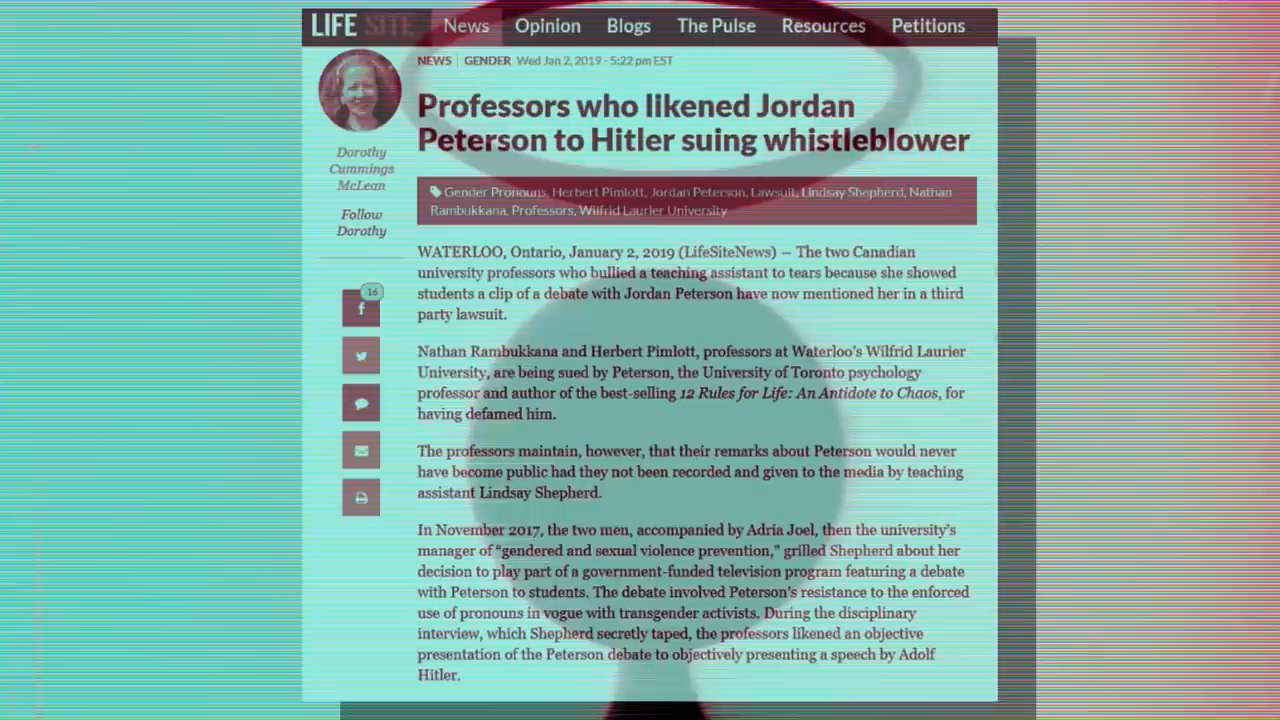 LIFE SITE News Opinion Blogs The Pulse Resources Petitions
NEWS GENDER Wed Jan 2, 2019 - 5:22 pm EST
Professors who likened Jordan
Peterson to Hitler suing whistleblower
Dorothy
Cummings
McLean
Follow
Dorothy
Gender Pronouns, Herbert Pimlott, Jordan Peterson, Lawsuit, Lindsay Shepherd, Nathan
Rambukkana, Professors, Wilfrid Laurier University
16
f
WATERLOO, Ontario, January 2, 2019 (LifeSiteNews) — The two Canadian
university professors who bullied a teaching assistant to tears because she showed
students a clip of a debate with Jordan Peterson have now mentioned her in a third
party lawsuit.
Nathan Rambukkana and Herbert Pimlott, professors at Waterloo's Wilfrid Laurier
University, are being sued by Peterson, the University of Toronto psychology
professor and author of the best-selling 12 Rules for Life: An Antidote to Chaos, for
having defamed him.
The professors maintain, however, that their remarks about Peterson would never
have become public had they not been recorded and given to the media by teaching
assistant Lindsay Shepherd.
In November 2017, the two men, accompanied by Adria Joel, then the university's
manager of “gendered and sexual violence prevention,” grilled Shepherd about her
decision to play part of a government-funded television program featuring a debate
with Peterson to students. The debate involved Peterson's resistance to the enforced
use of pronouns in vogue with transgender activists. During the disciplinary
interview, which Shepherd secretly taped, the professors likened an objective
presentation of the Peterson debate to objectively presenting a speech by Adolf
Hitler.